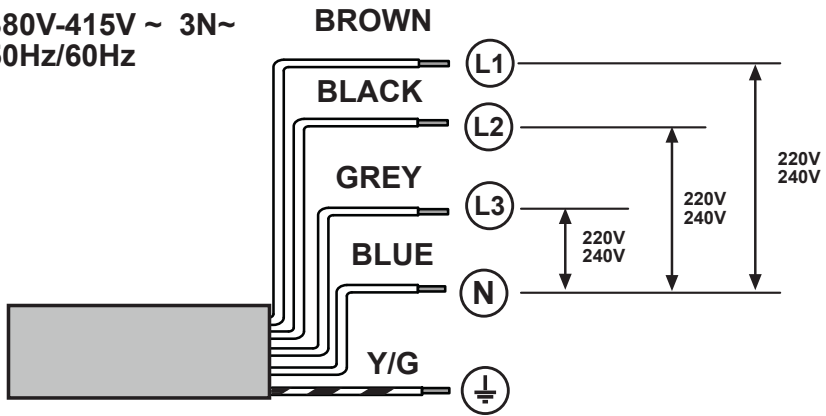 80V-415V ~ 3N~
0Hz/60Hz
BROWN
L1
BLACK
L2
220V
240V
GREY
L3
220V
240V
220V
240V
BLUE
N
Y/G